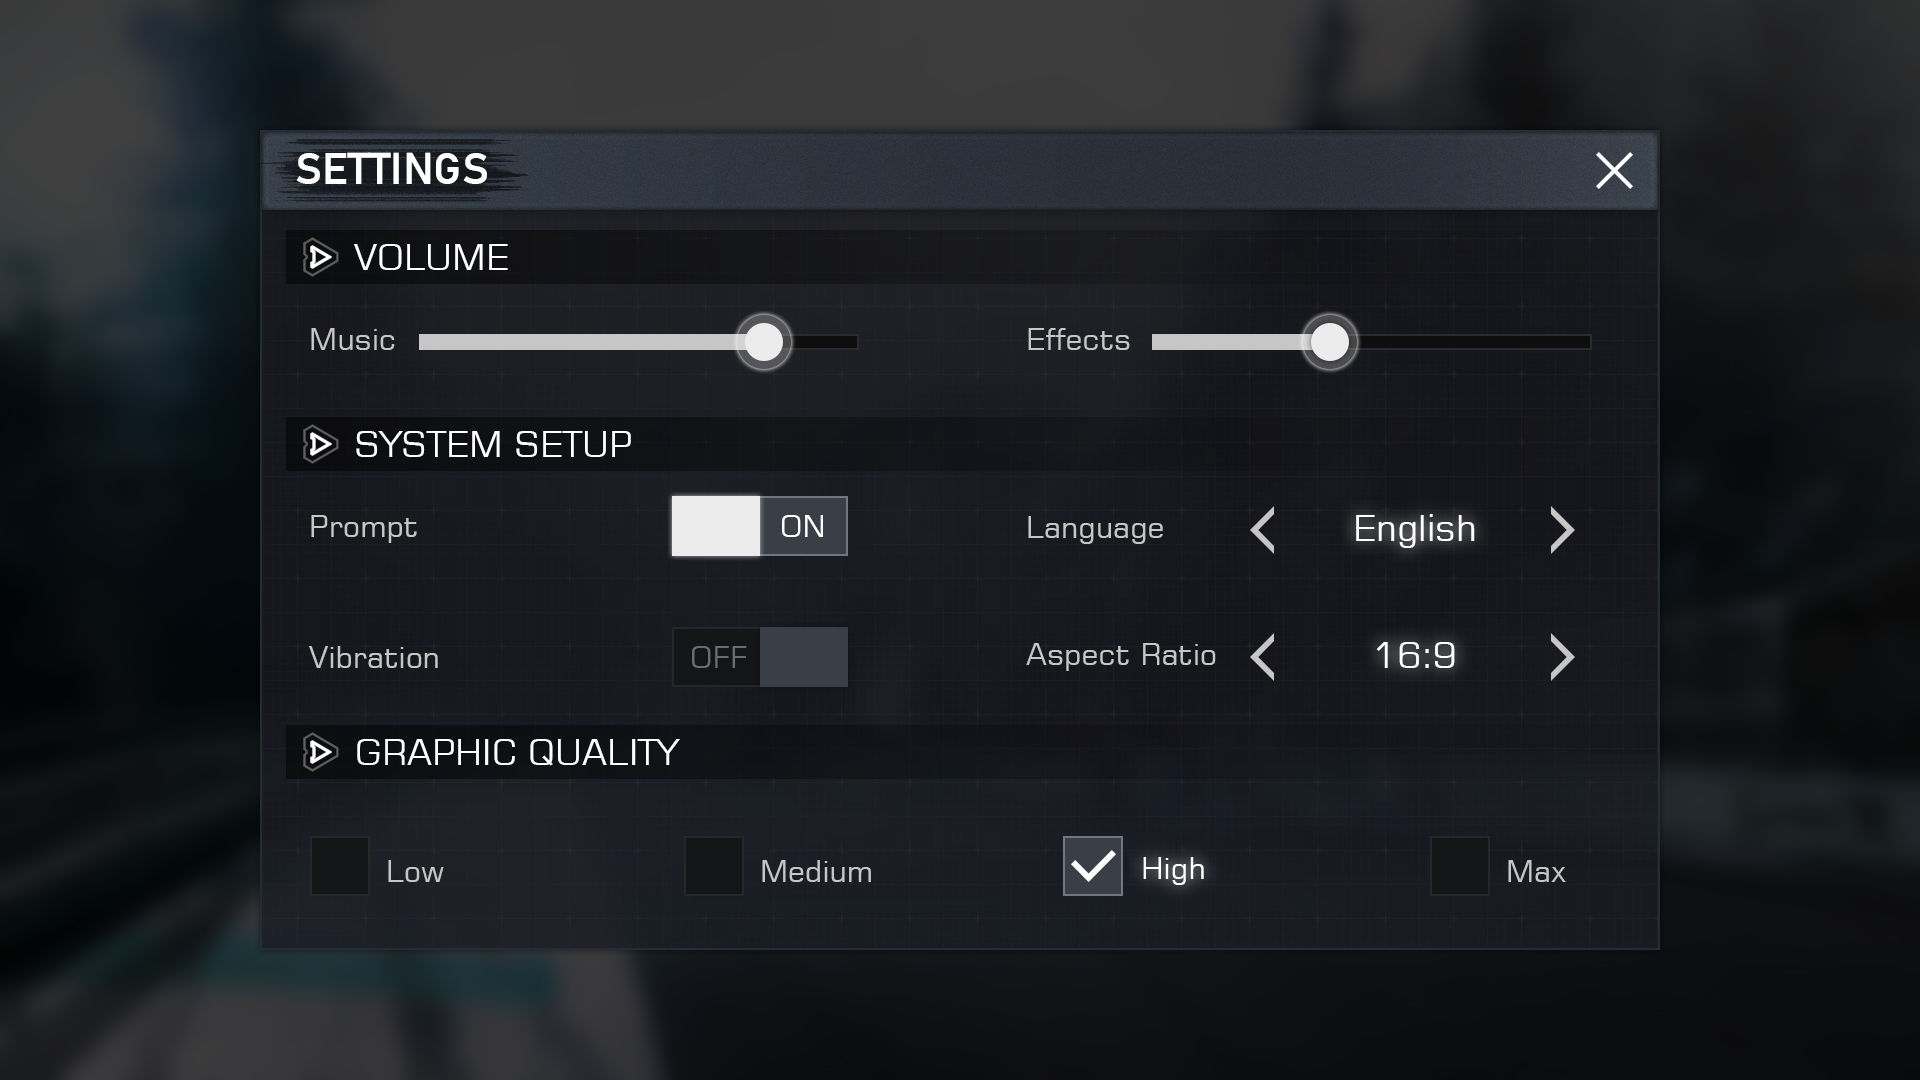 SETTINGS
VOLUME
Music
Effects
SYSTEM SETUP
Prompt ON
Language English
Vibration OFF
Aspect Ratio 16:9
GRAPHIC QUALITY
Low
Medium
High
Max